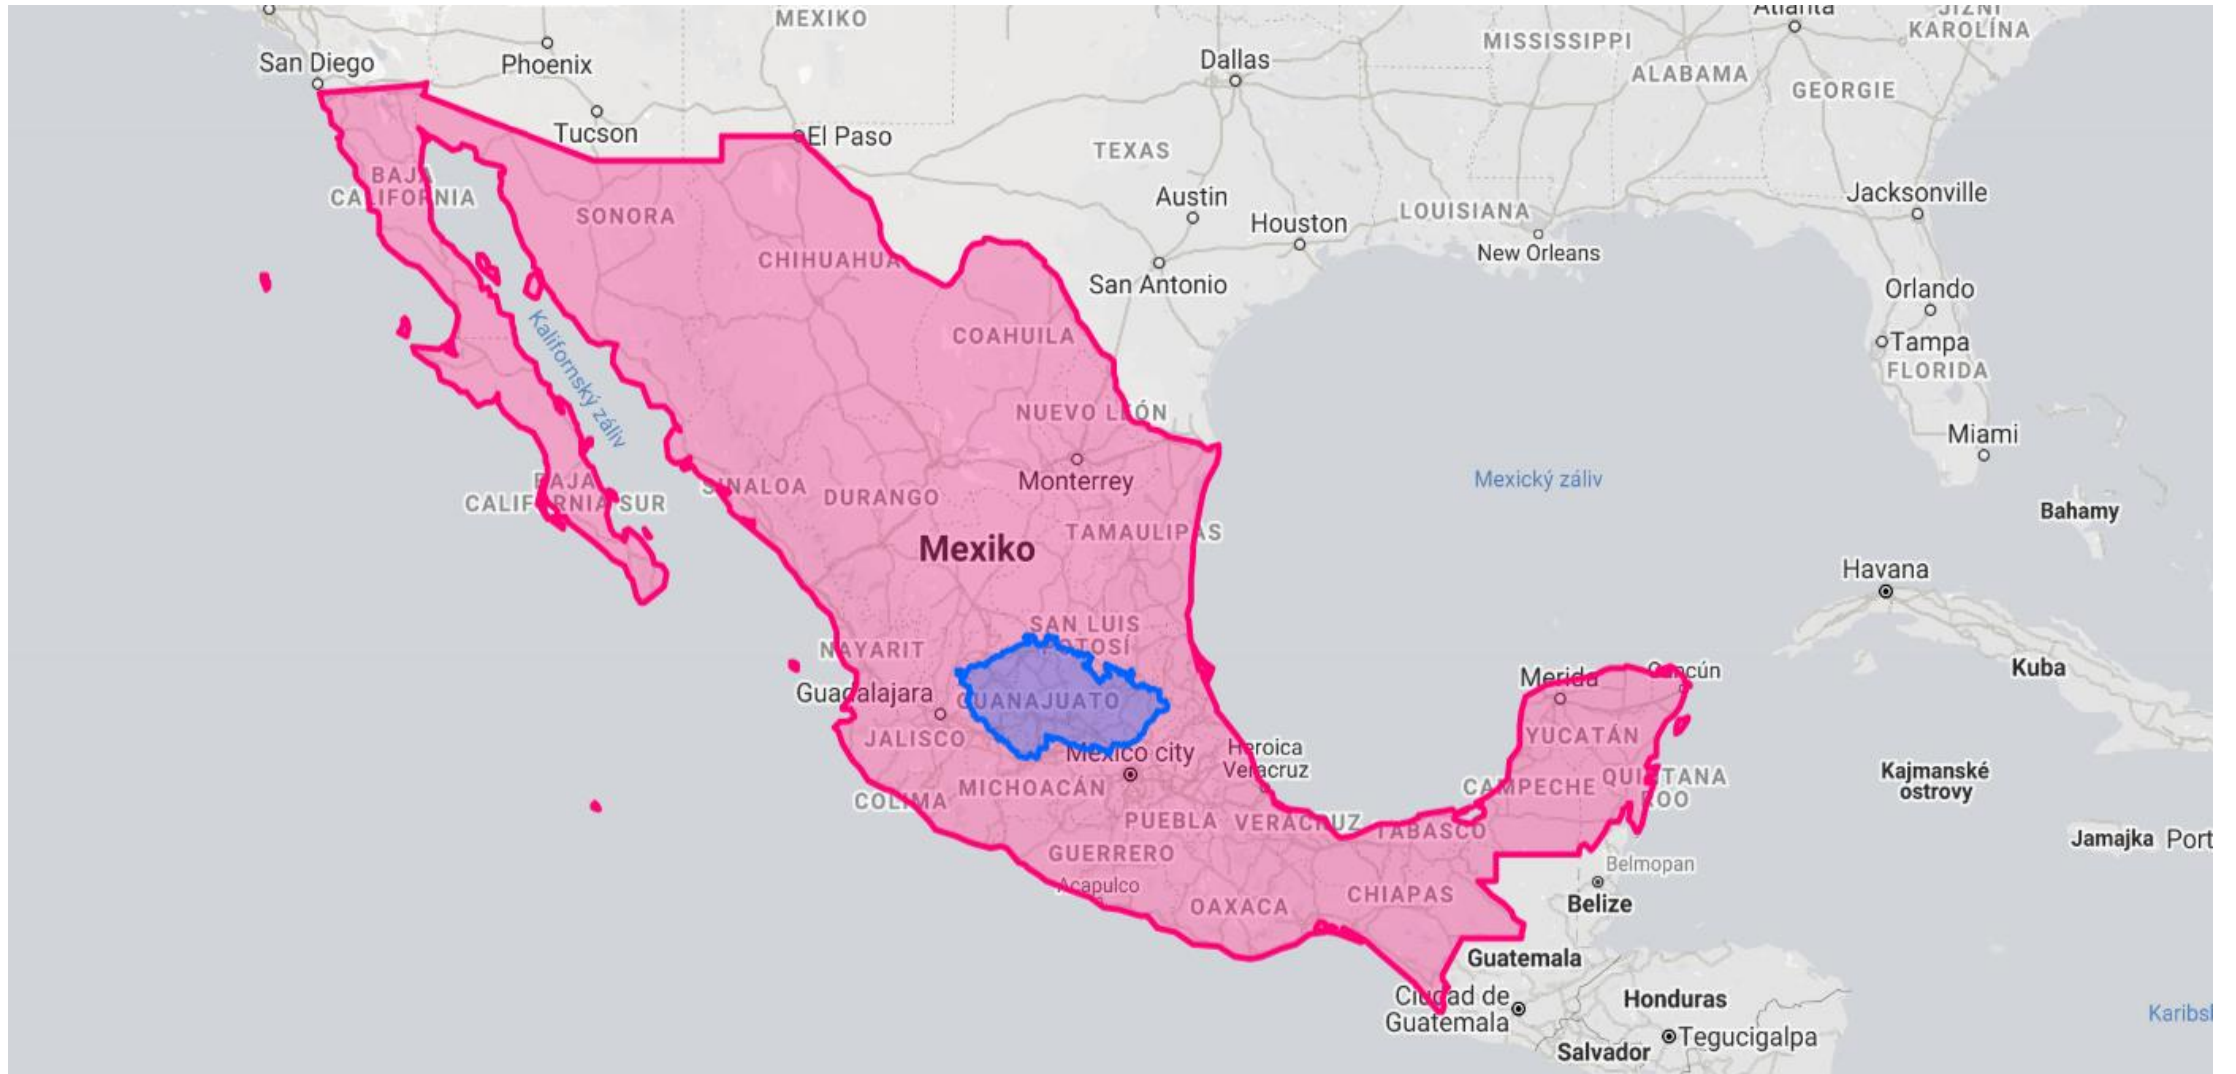 MEXIKO
Atlanta
JIŽNÍ
KAROLÍNA
San Diego
Phoenix
Dallas
MISSISSIPPI
ALABAMA
GEORGIE
Tucson
El Paso
TEXAS
BAJA
CALIFORNIA
SONORA
Austin
Houston
LOUISIANA
Jacksonville
New Orleans
CHIHUAHUA
San Antonio
Orlando
Kalifornský záliv
COAHUILA
Tampa
FLORIDA
NUEVO LEÓN
Miami
Monterrey
Mexický záliv
BAJA
CALIFORNIA SUR
SINALOA
DURANGO
Bahamy
TAMAULIPAS
Mexiko
Havana
SAN LUIS
POTOSÍ
NAYARIT
Kuba
Merida
Cancún
Guadalajara
GUANAJUATO
JALISCO
YUCATÁN
Mexico city
Heroica
Veracruz
CAMPECHE
QUINTANA
ROO
Kajmanské
ostrovy
COLIMA
MICHOACÁN
PUEBLA
VERACRUZ
TABASCO
Jamajka
Port
GUERRERO
Belmopan
Acapulco
OAXACA
CHIAPAS
Belize
Guatemala
Ciudad de
Guatemala
Honduras
Karibs
Tegucigalpa
Salvador